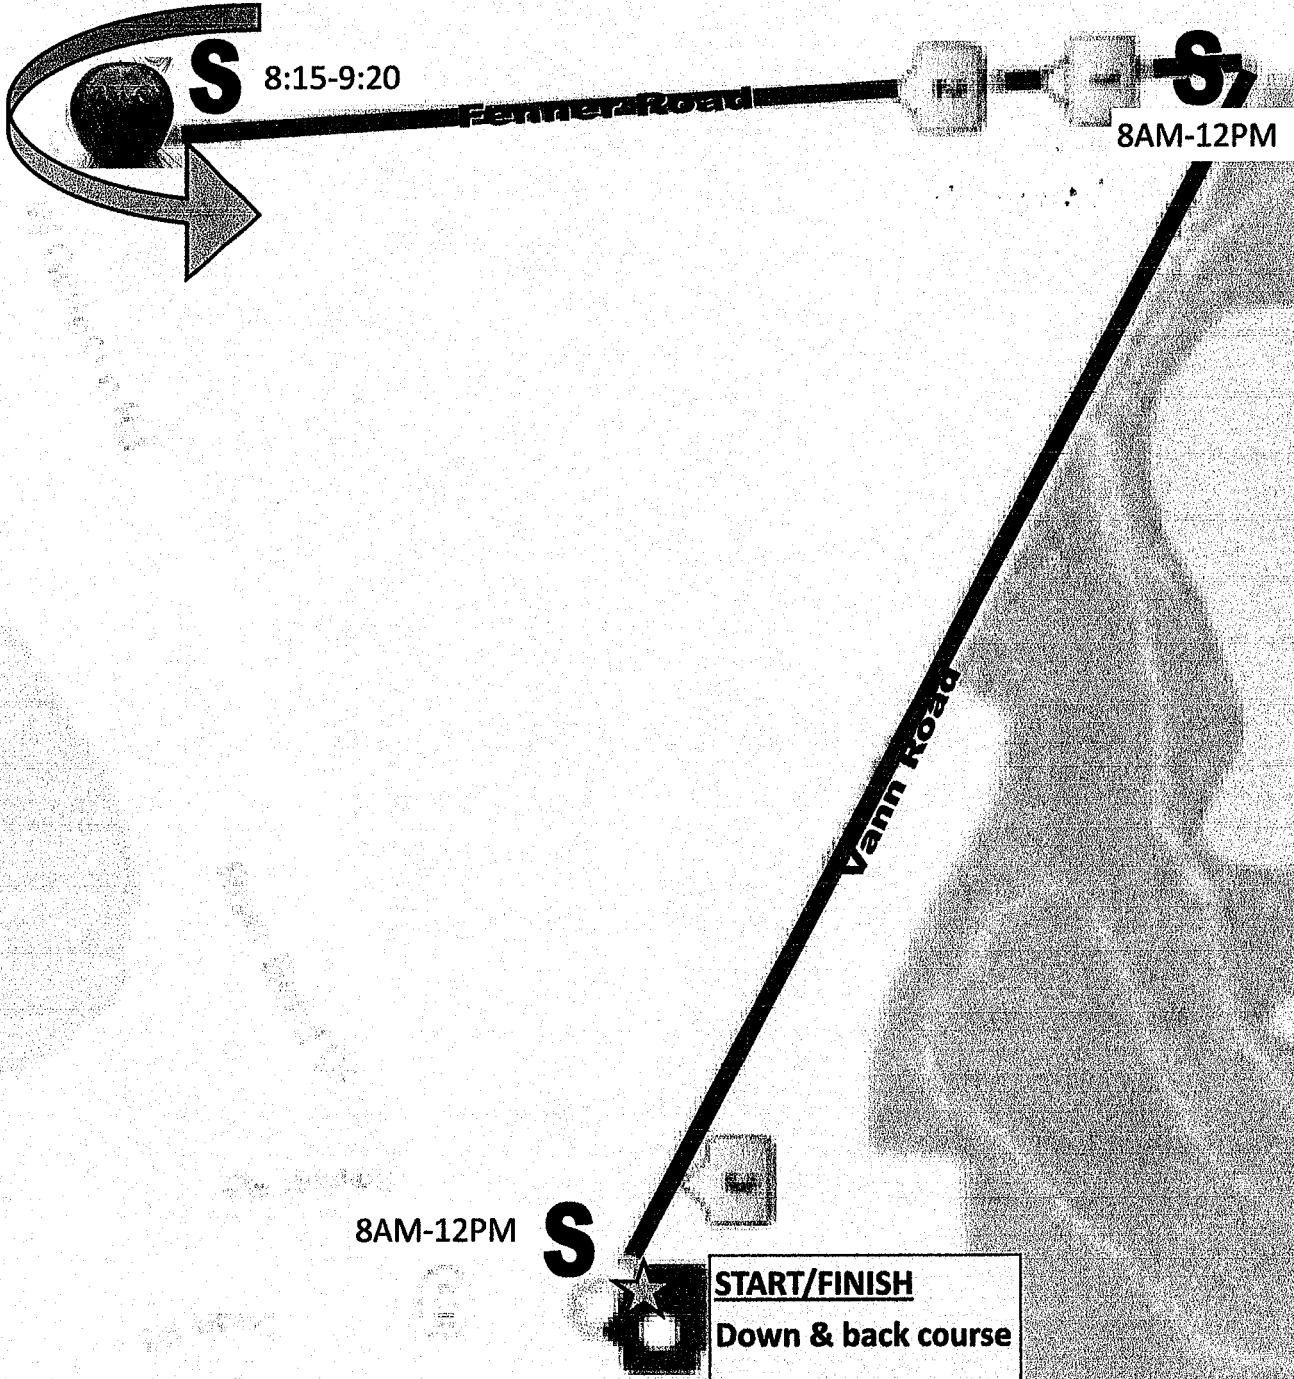 S 8:15-9:20
Fenner Road
S
8AM-12PM
Vann Road
8AM-12PM S
START/FINISH
Down & back course